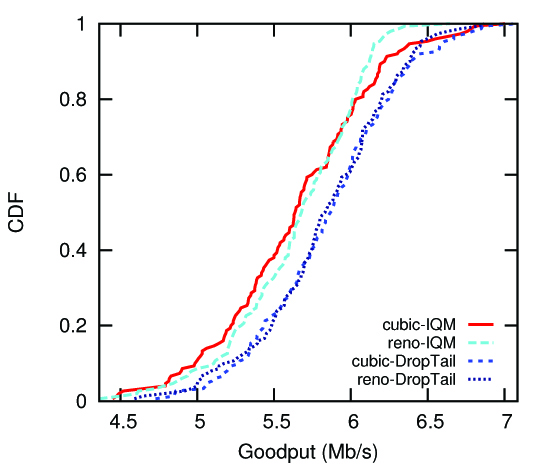 1
0.8
0.6
0.4
0.2
0
CDF
cubic-IQM
reno-IQM
cubic-DropTail
reno-DropTail
4.5 5 5.5 6 6.5 7
Goodput (Mb/s)